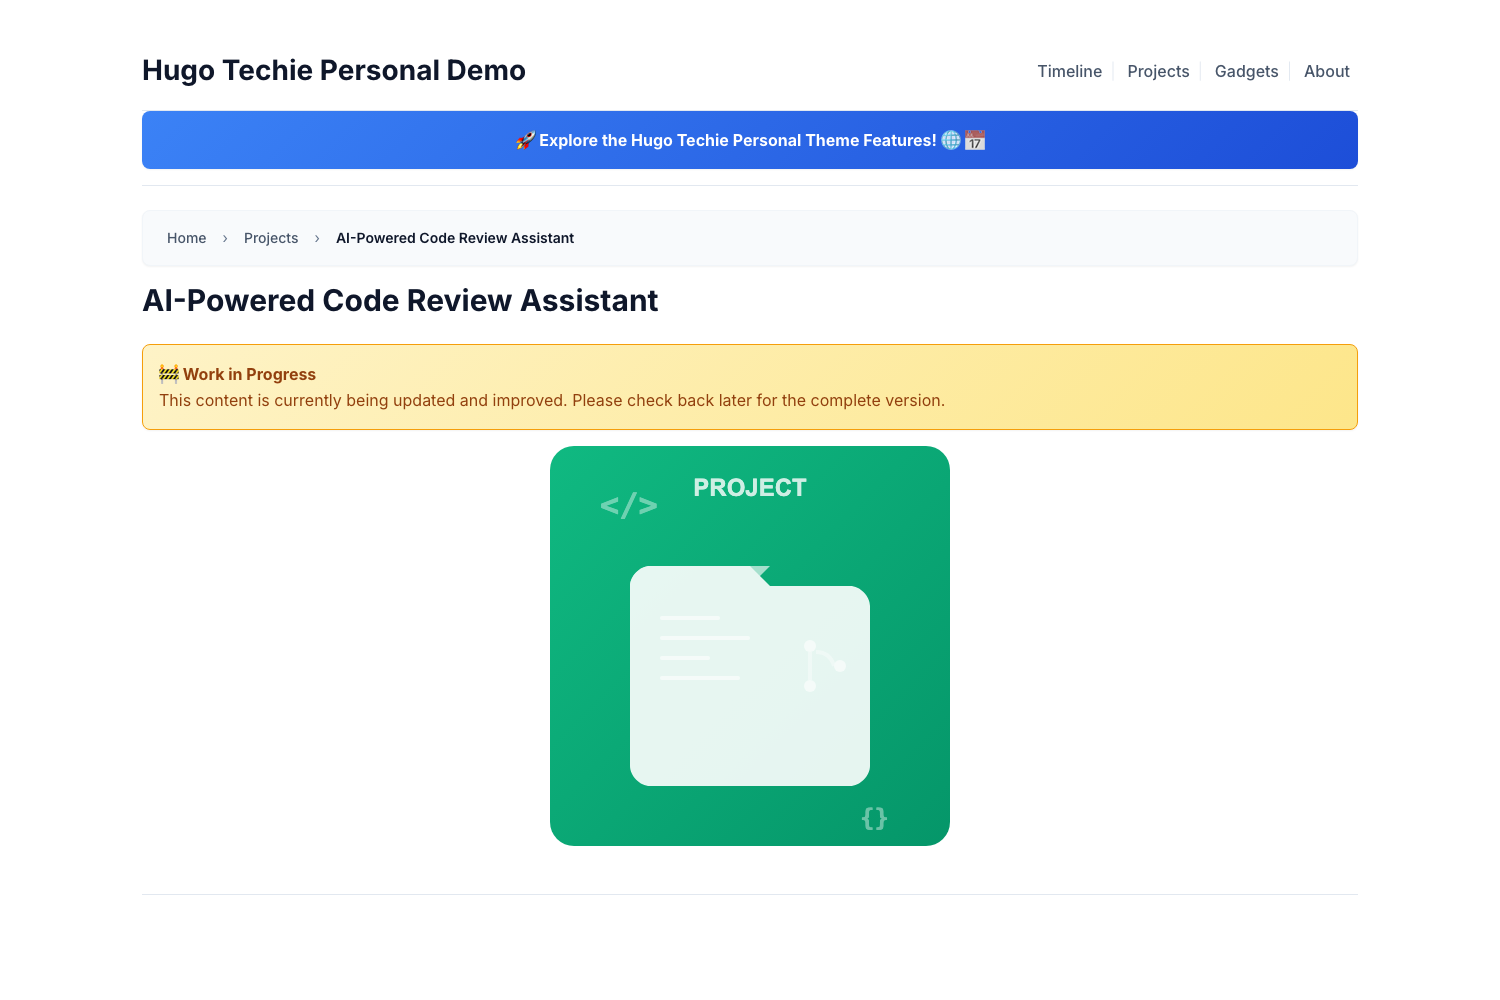 Hugo Techie Personal Demo
Timeline
Projects
Gadgets
About
🚀 Explore the Hugo Techie Personal Theme Features! 🌐 📅
Home › Projects › AI-Powered Code Review Assistant
AI-Powered Code Review Assistant
🚧 Work in Progress
This content is currently being updated and improved. Please check back later for the complete version.
PROJECT
</>
{}